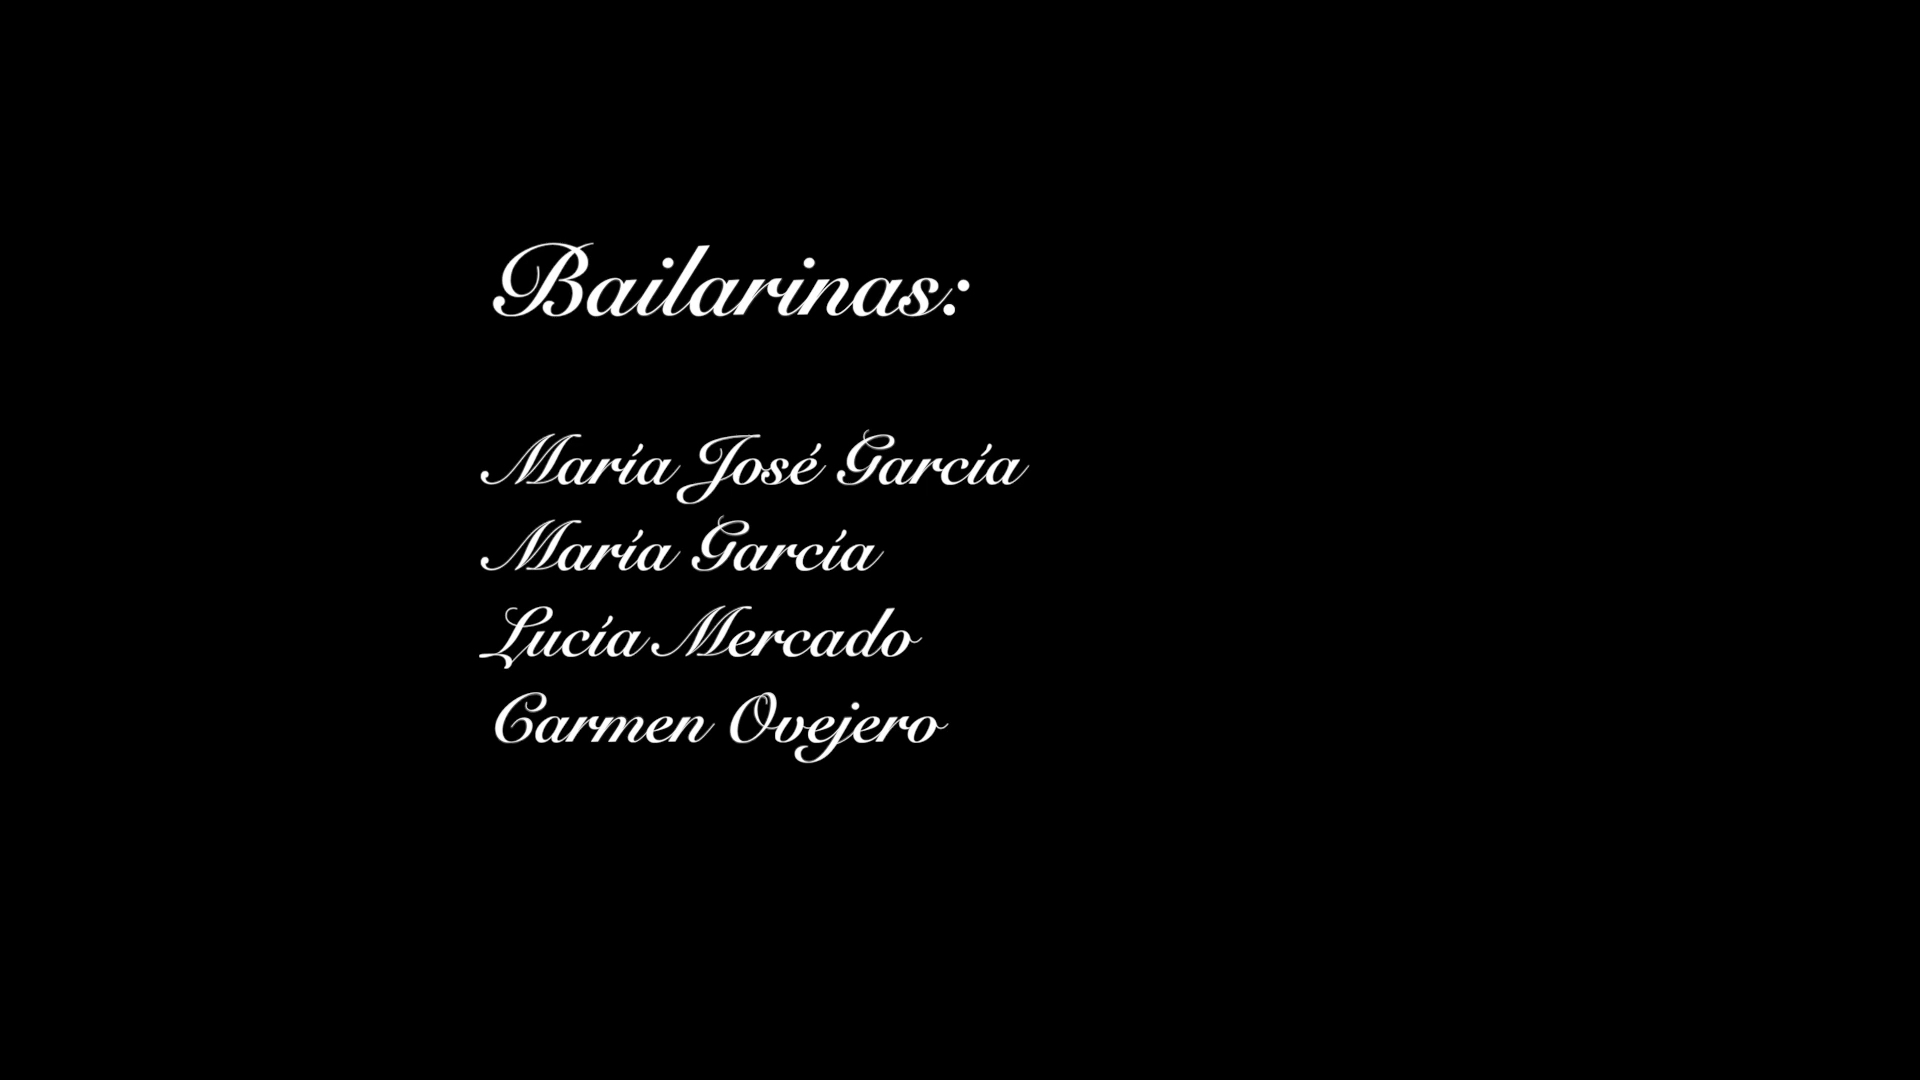 Bailarinas:
María José García
María García
Lucía Mercado
Carmen Ovejero